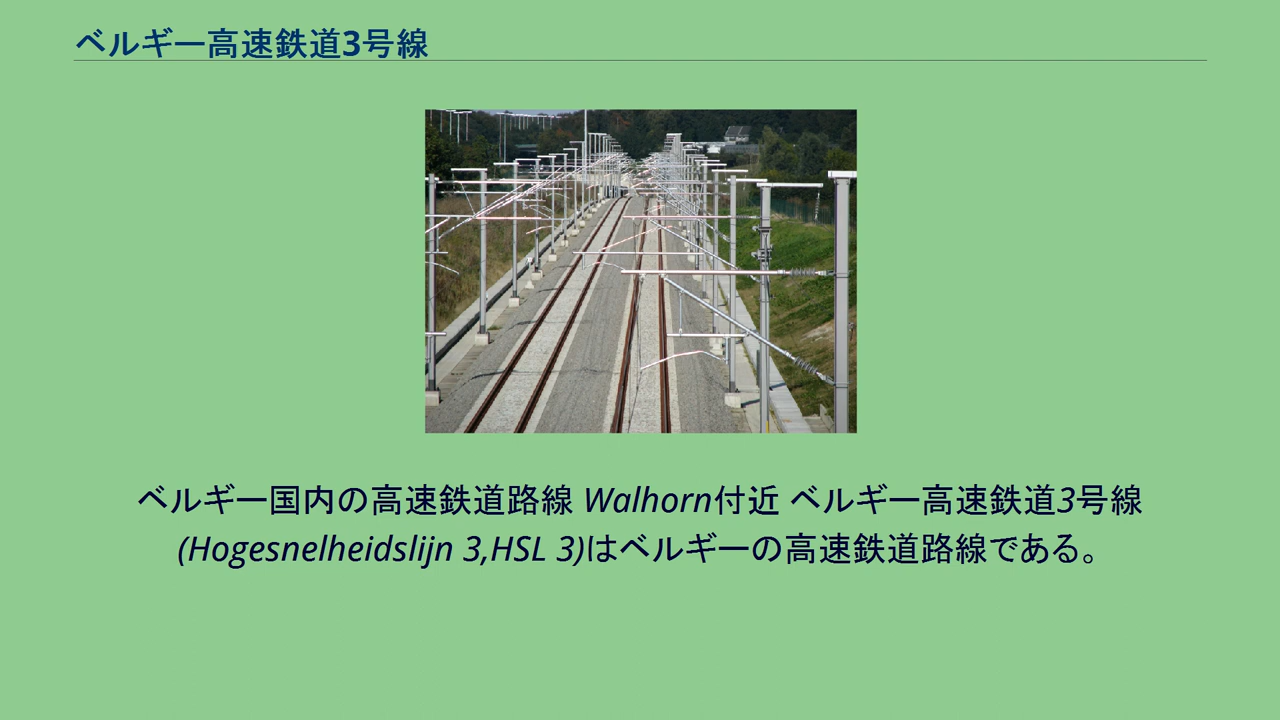 ベルギー高速鉄道3号線
ベルギー国内の高速鉄道路線 Walhorn付近 ベルギー高速鉄道3号線
(Hogesnelheidslijn 3,HSL 3)はベルギーの高速鉄道路線である。